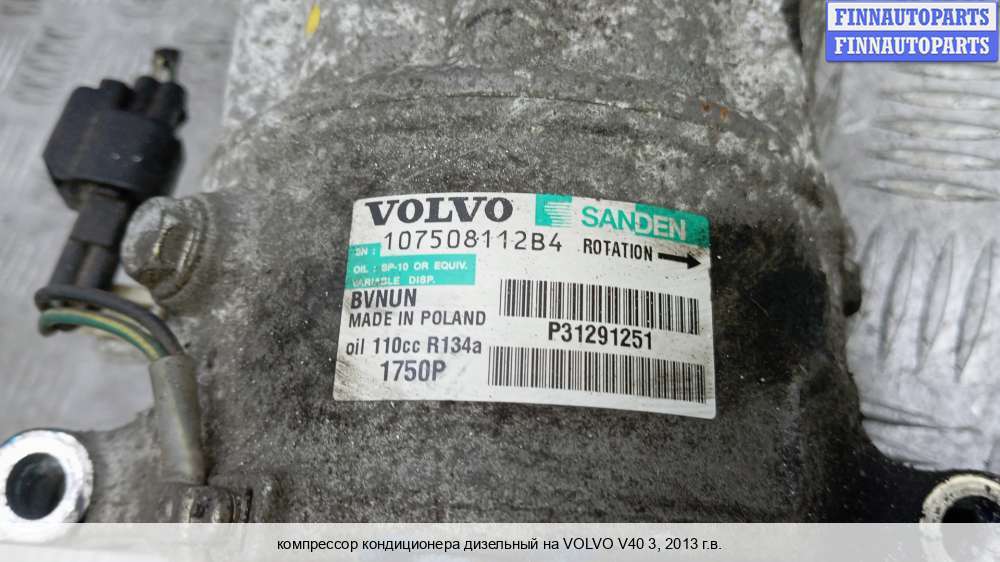 FINNAUTOPARTS
FINNAUTOPARTS
VOLVO SANDEN
SN : 107508112B4 ROTATION
OIL : SP-10 OR EQUIV.
VARIABLE DISP.
BVNUN
MADE IN POLAND
P31291251
oil 110cc R134a
1750P
компрессор кондиционера дизельный на VOLVO V40 3, 2013 г.в.